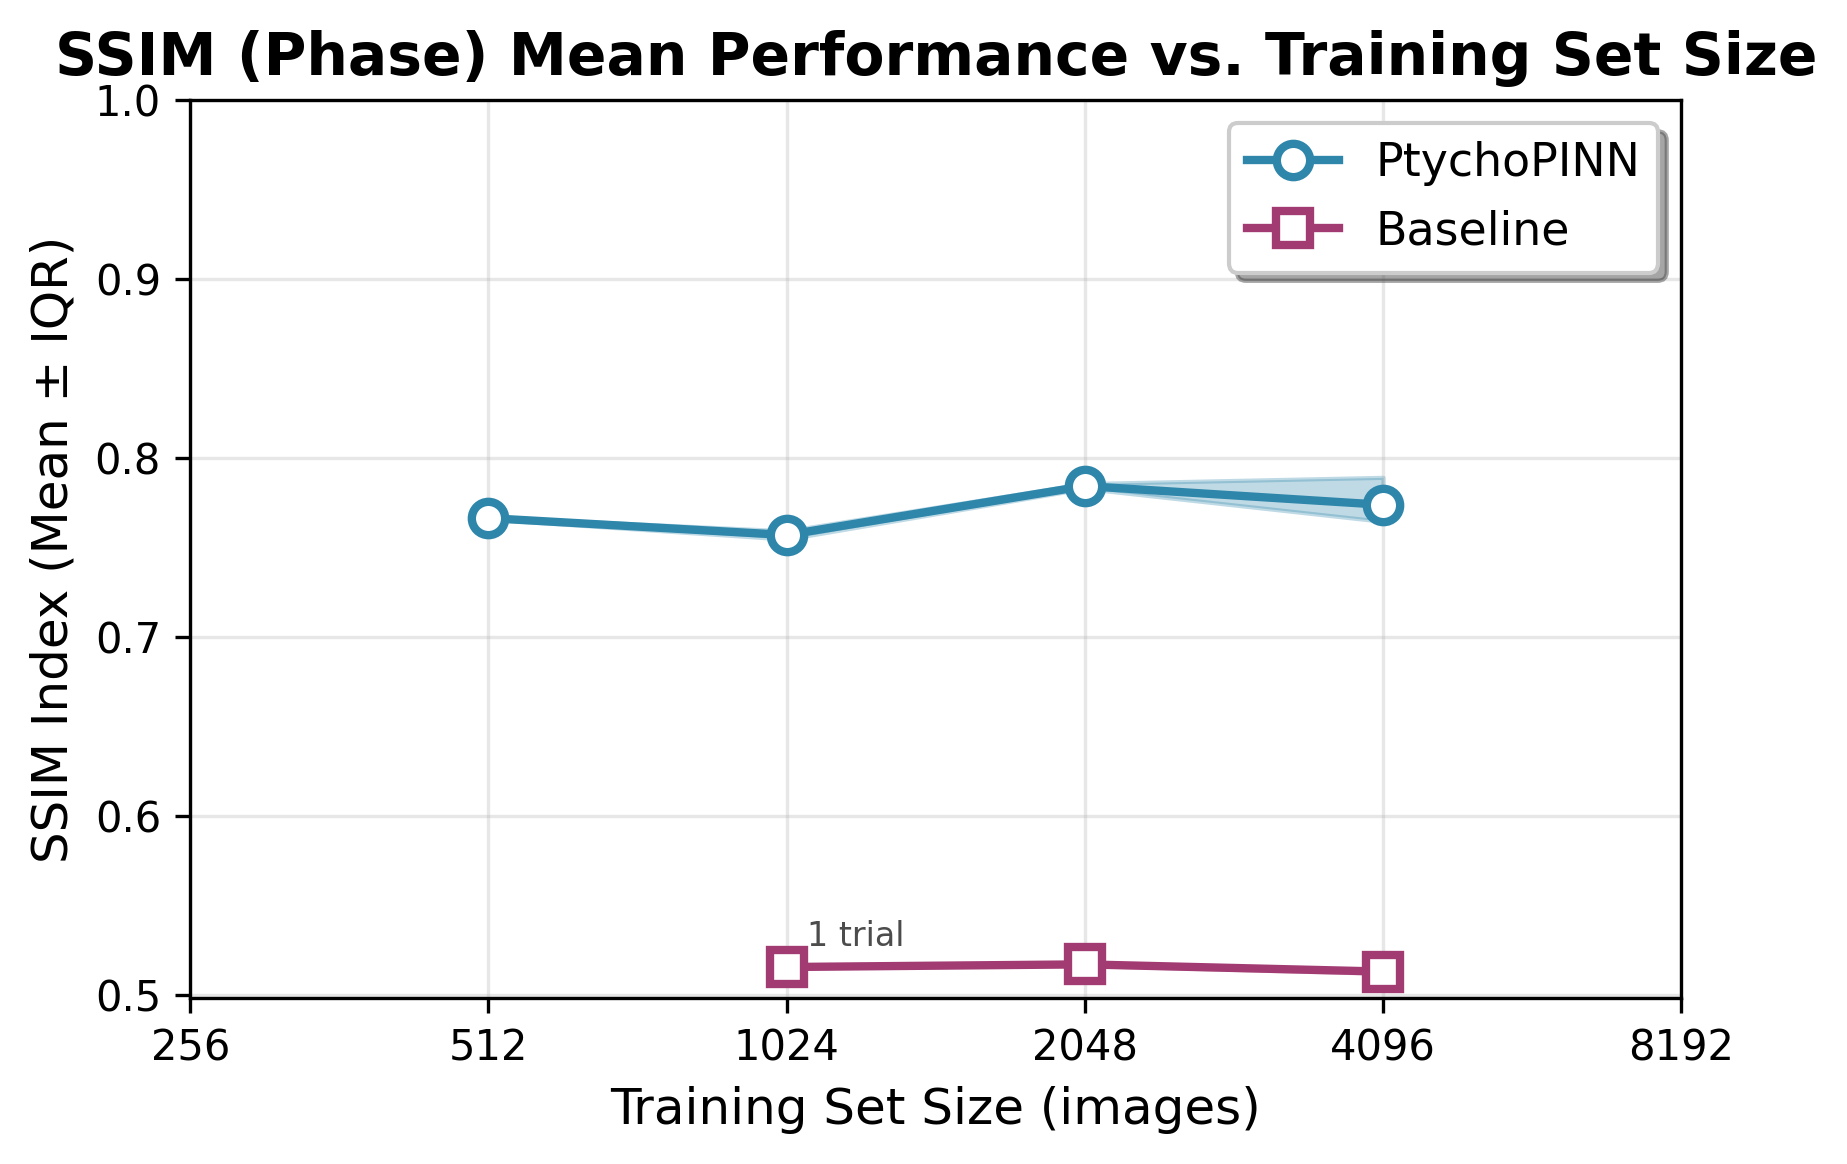 SSIM (Phase) Mean Performance vs. Training Set Size
SSIM Index (Mean ± IQR)
1.0
0.9
0.8
0.7
0.6
0.5
PtychoPINN
Baseline
1 trial
256 512 1024 2048 4096 8192
Training Set Size (images)